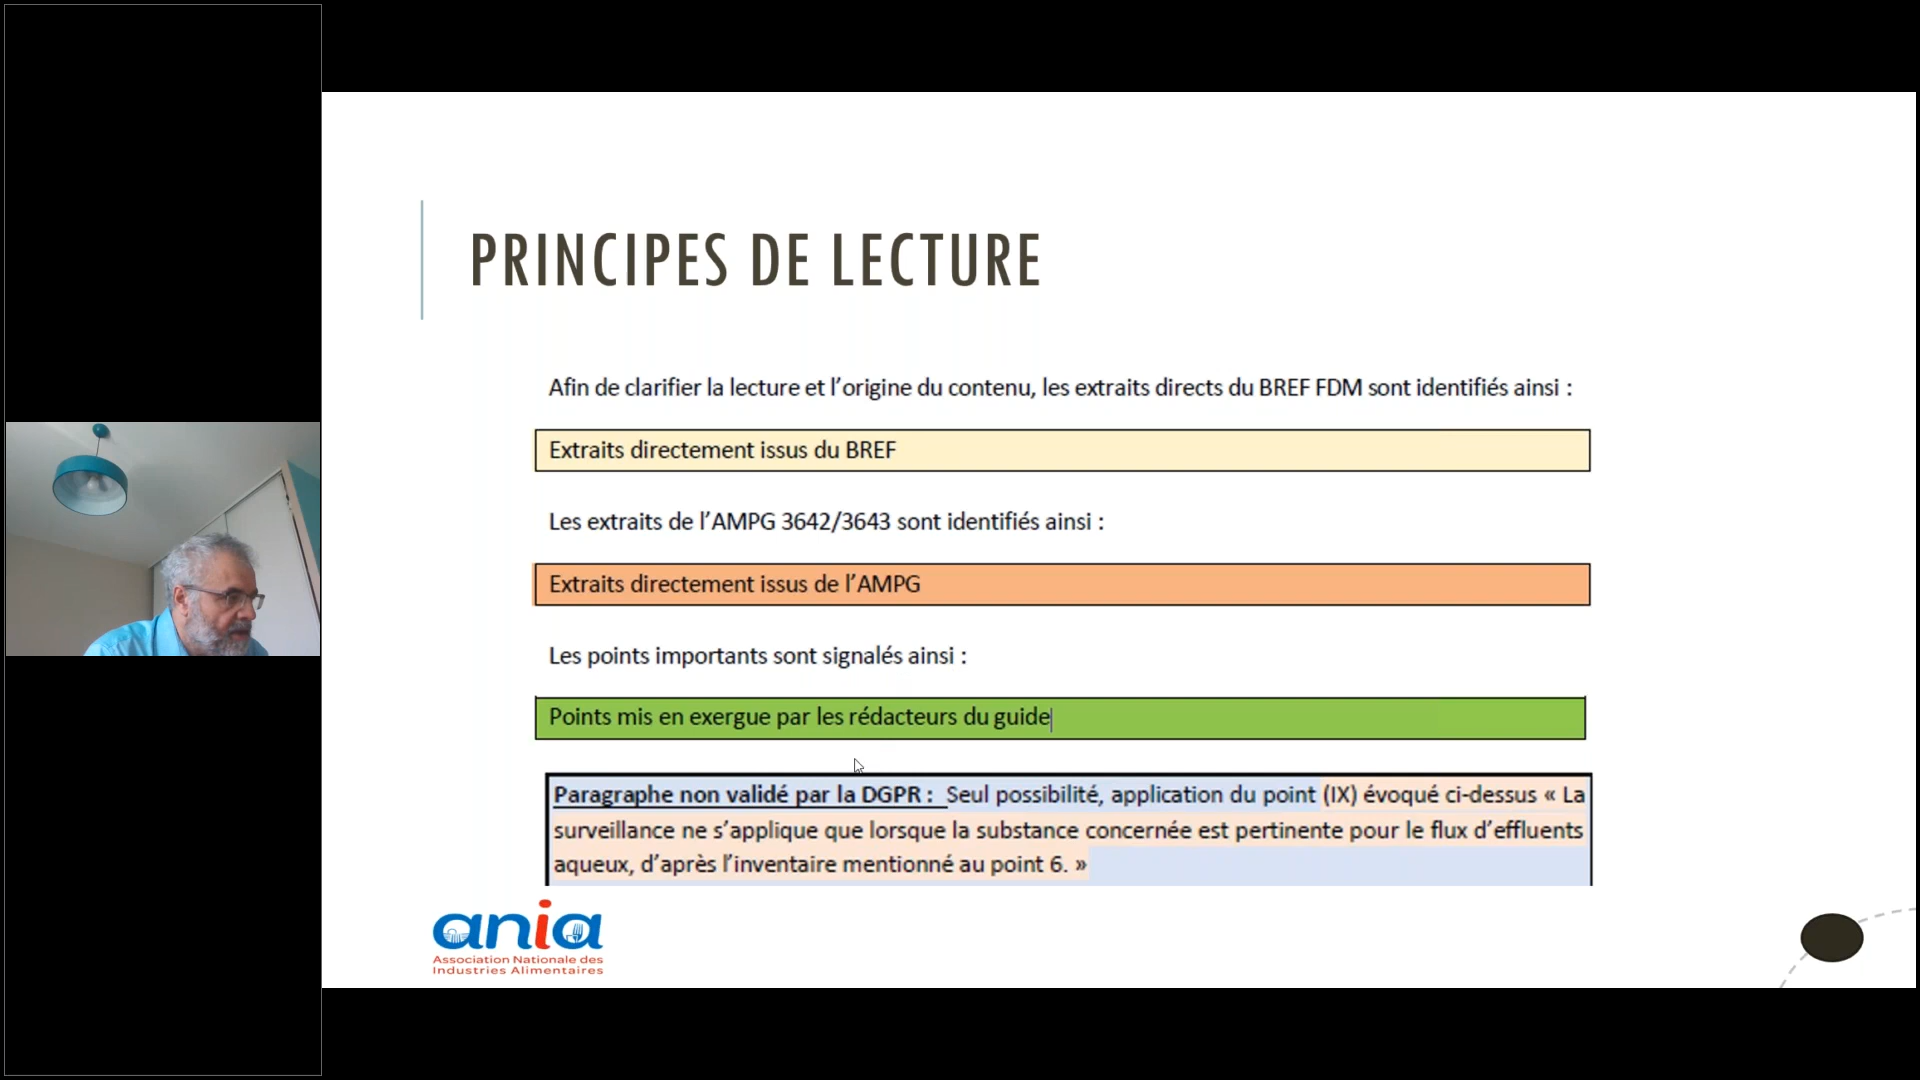 PRINCIPES DE LECTURE
Afin de clarifier la lecture et l’origine du contenu, les extraits directs du BREF FDM sont identifiés ainsi :
Extraits directement issus du BREF
Les extraits de l’AMPG 3642/3643 sont identifiés ainsi :
Extraits directement issus de l’AMPG
Les points importants sont signalés ainsi :
Points mis en exergue par les rédacteurs du guide
Paragraphe non validé par la DGPR : Seul possibilité, application du point (IX) évoqué ci-dessus « La
surveillance ne s’applique que lorsque la substance concernée est pertinente pour le flux d’effluents
aqueux, d’après l’inventaire mentionné au point 6. »
ania
Association Nationale des
Industries Alimentaires